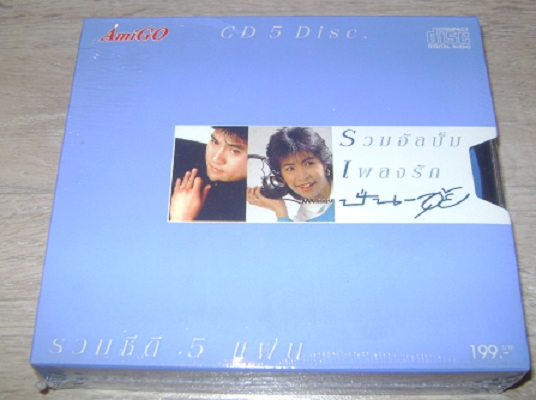 AmiGO
CD 5 Disc.
COMPACT
disc
DIGITAL AUDIO
รวมอัลบั้ม
เพลงรัก
รวมซีดี 5 แผ่น
199.-